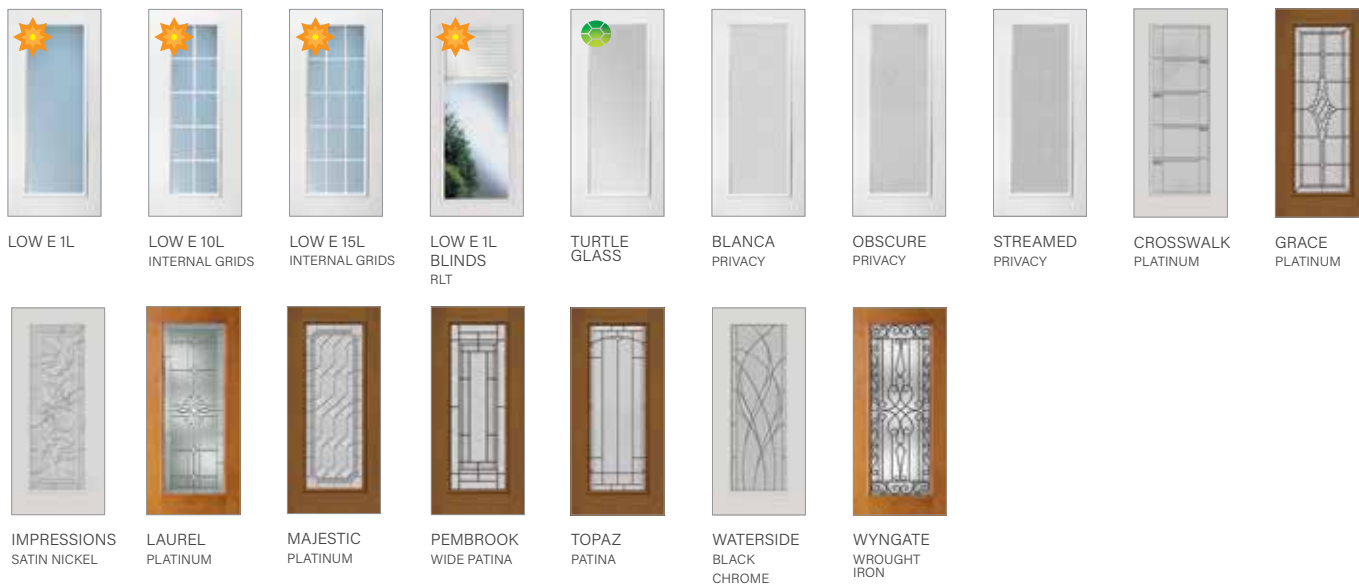 LOW E 1L
LOW E 10L
INTERNAL GRIDS
LOW E 15L
INTERNAL GRIDS
LOW E 1L
BLINDS
RLT
TURTLE
GLASS
BLANCA
PRIVACY
OBSCURE
PRIVACY
STREAMED
PRIVACY
CROSSWALK
PLATINUM
GRACE
PLATINUM
IMPRESSIONS
SATIN NICKEL
LAUREL
PLATINUM
MAJESTIC
PLATINUM
PEMBROOK
WIDE PATINA
TOPAZ
PATINA
WATERSIDE
BLACK
CHROME
WYNGATE
WROUGHT
IRON